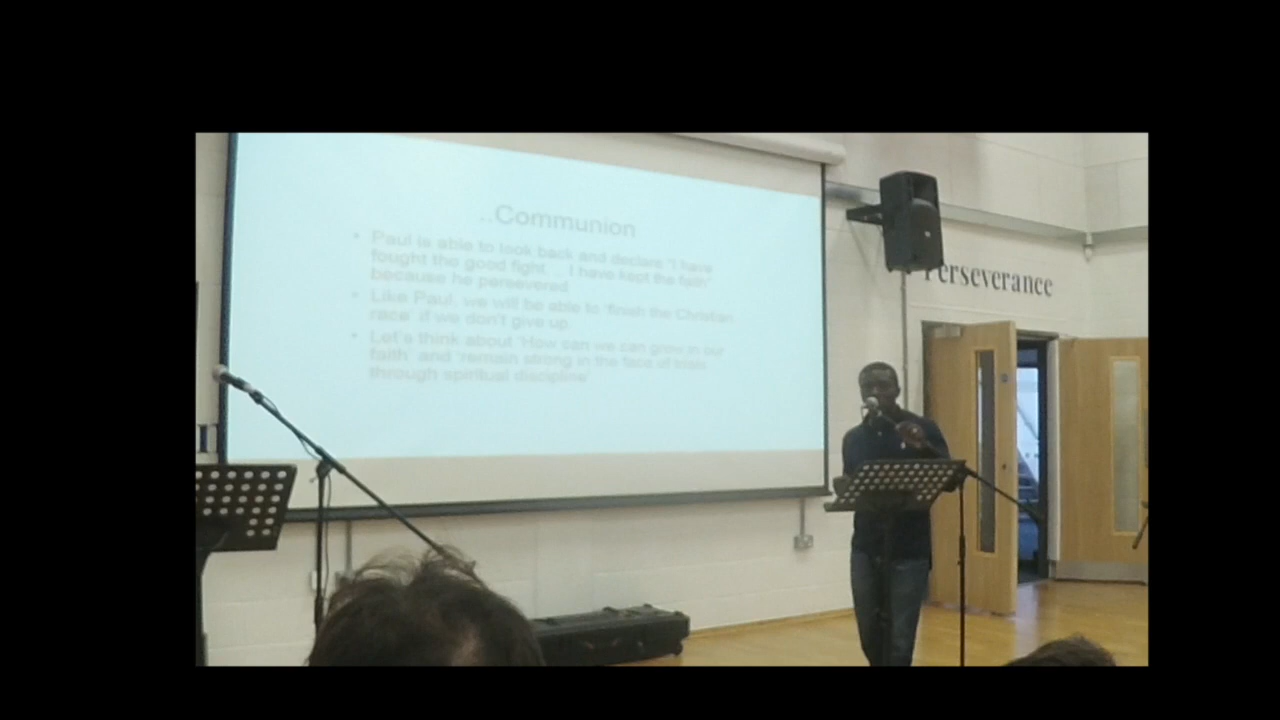 ..Communion
• Paul is able to look back and declare "I have
fought the good fight ... I have kept the faith"
because he persevered
• Like Paul, we will be able to 'finish the Christian
race' if we don't give up.
• Let's think about 'How can we can grow in our
faith' and 'remain strong in the face of
through spiritual discipline'
Perseverance